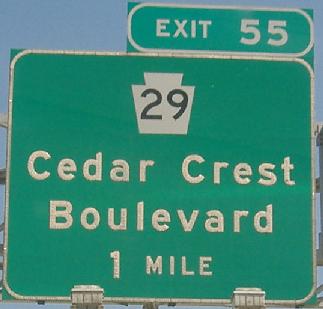 EXIT 55
29
Cedar Crest
Boulevard
1 MILE